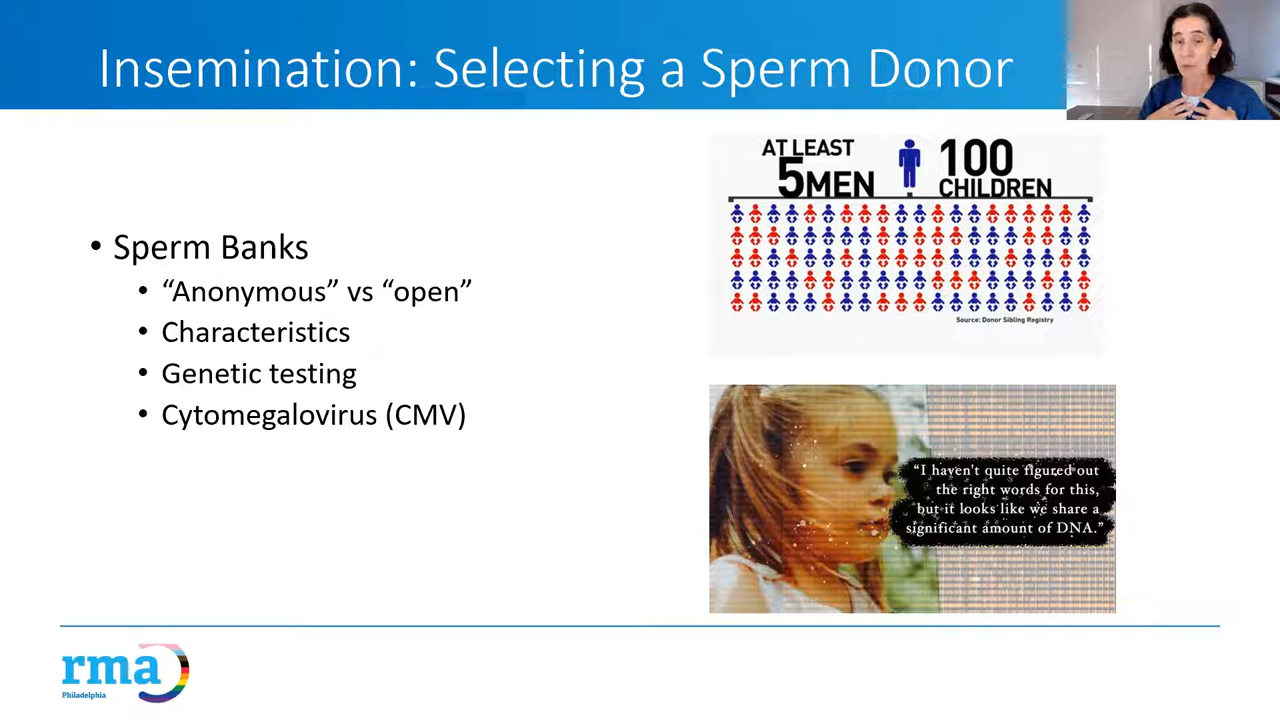 Insemination: Selecting a Sperm Donor
• Sperm Banks
• “Anonymous” vs “open”
• Characteristics
• Genetic testing
• Cytomegalovirus (CMV)
AT LEAST
5MEN
100
CHILDREN
Source: Donor Sibling Registry
“I haven't quite figured out
the right words for this,
but it looks like we share a
significant amount of DNA.”
rma
Philadelphia